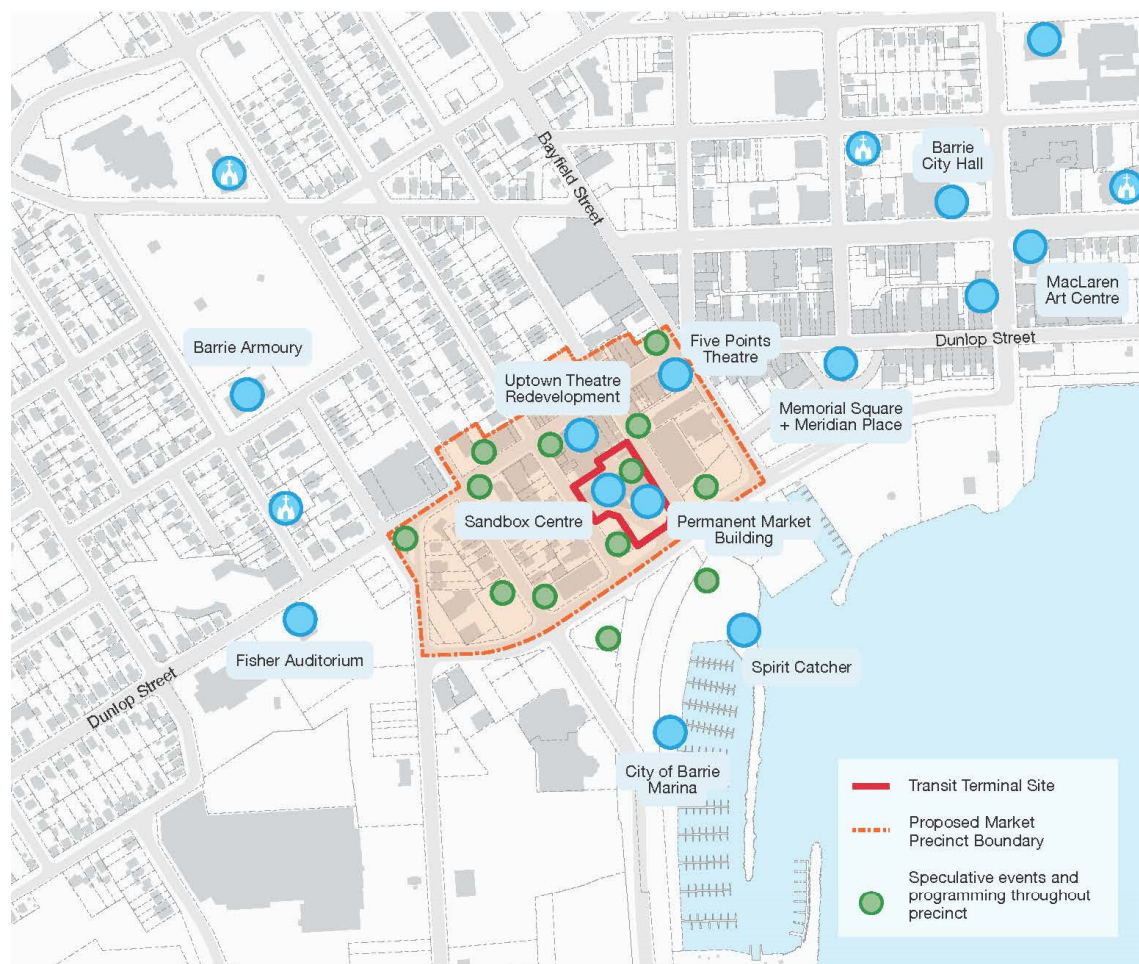 Bayfield Street
Barrie
City Hall
MacLaren
Art Centre
Dunlop Street
Five Points
Theatre
Barrie Armoury
Uptown Theatre
Redevelopment
Memorial Square
+ Meridian Place
Sandbox Centre
Permanent Market
Building
Fisher Auditorium
Spirit Catcher
Dunlop Street
City of Barrie
Marina
Transit Terminal Site
Proposed Market
Precinct Boundary
Speculative events and
programming throughout
precinct